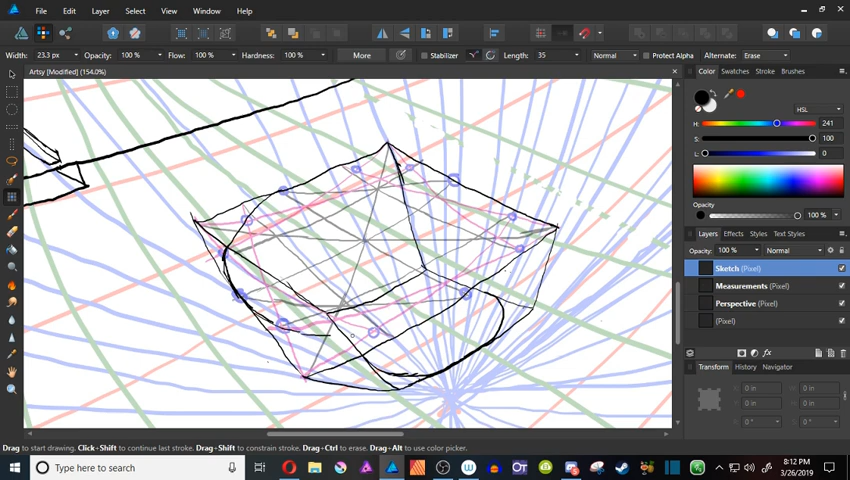 File Edit Layer Select View Window Help
Width: 23.3 px Opacity: 100 % Flow: 100 % Hardness: 100 % More Stabilizer Length: 35 Normal Protect Alpha Alternate: Erase
Artsy [Modified] (154.0%)
Color Swatches Stroke Brushes
HSL
H: 241
S: 100
L: 0
Opacity
100 %
Layers Effects Styles Text Styles
Opacity: 100 % Normal
Sketch (Pixel)
Measurements (Pixel)
Perspective (Pixel)
(Pixel)
fx
Transform History Navigator
X: 0 in W: 0 in
Y: 0 in H: 0 in
R: 0 ° S: 0 °
Drag to start drawing. Click+Shift to continue last stroke. Drag+Shift to constrain stroke. Drag+Ctrl to erase. Drag+Alt to use color picker.
Type here to search
8:12 PM
3/26/2019